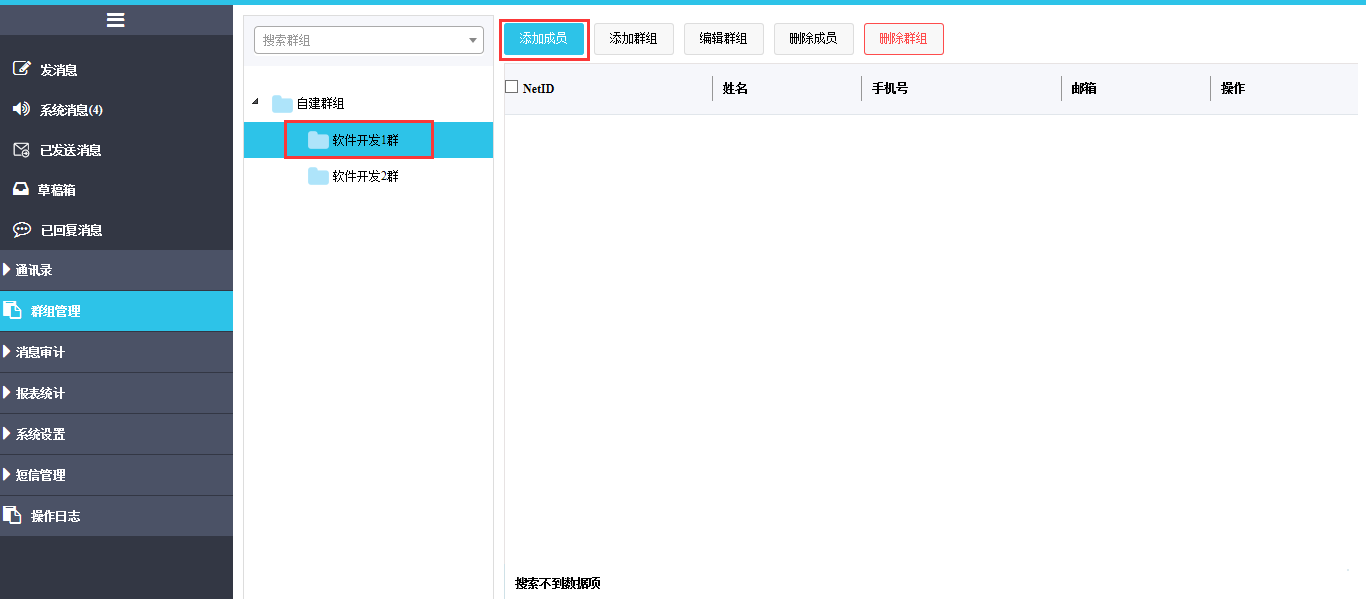 发消息
系统消息(4)
已发送消息
草稿箱
已回复消息
通讯录
群组管理
消息审计
报表统计
系统设置
短信管理
操作日志
搜索群组
自建群组
软件开发1群
软件开发2群
添加成员 添加群组 编辑群组 删除成员 删除群组
NetID 姓名 手机号 邮箱 操作
搜索不到数据项